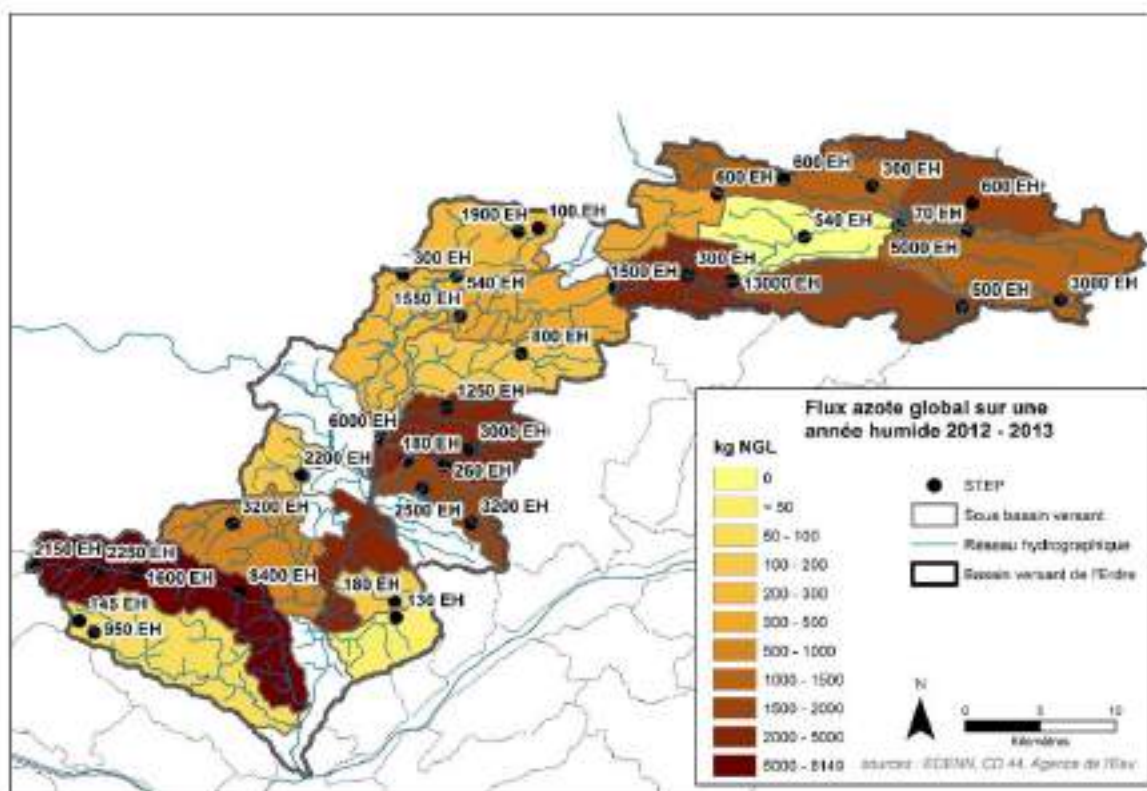 600 EH
600 EH
300 EH
600 EH
1900 EH
100 EH
540 EH
70 EH
5000 EH
300 EH
540 EH
1500 EH
300 EH
13000 EH
500 EH
3000 EH
1550 EH
800 EH
1250 EH
6000 EH
180 EH
3000 EH
260 EH
2200 EH
2500 EH
3200 EH
3200 EH
2150 EH
2250 EH
1600 EH
8400 EH
180 EH
130 EH
145 EH
950 EH
Flux azote global sur une
année humide 2012 - 2013
kg NGL
0
< 50
50 - 100
100 - 200
200 - 300
300 - 500
500 - 1000
1000 - 1500
1500 - 2000
2000 - 5000
5000 - 8149
STEP
Sous bassin versant
Réseau hydrographique
Bassin versant de l'Erdre
N
0 5 10
Kilomètres
sources : EDENN, CD 44, Agence de l'Eau